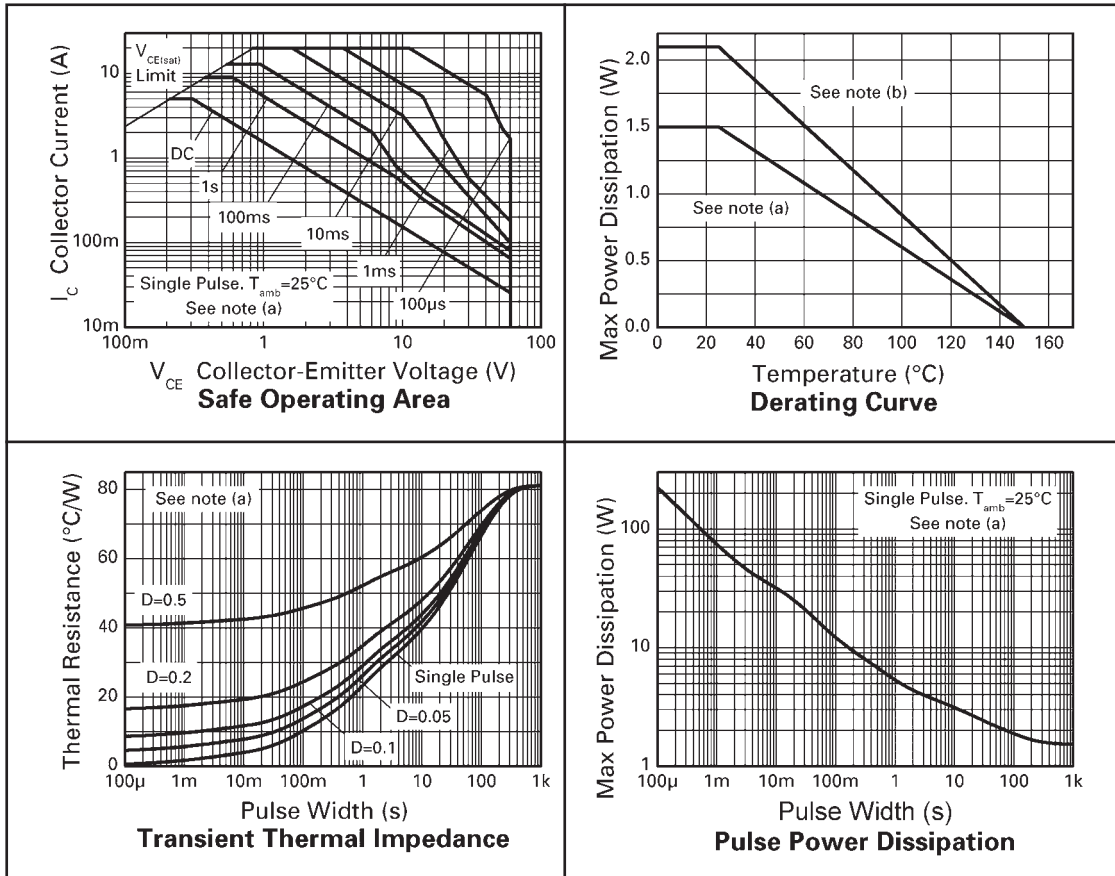 V_CE(sat)
Limit
10
1
100m
10m
DC
1s
100ms
10ms
1ms
100µs
Single Pulse. T_amb=25°C
See note (a)
100m 1 10 100
I_C Collector Current (A)
V_CE Collector-Emitter Voltage (V)
Safe Operating Area
2.0
1.5
1.0
0.5
0.0
See note (b)
See note (a)
0 20 40 60 80 100 120 140 160
Max Power Dissipation (W)
Temperature (°C)
Derating Curve
80
60
40
20
0
See note (a)
D=0.5
D=0.2
Single Pulse
D=0.05
D=0.1
100µ 1m 10m 100m 1 10 100 1k
Thermal Resistance (°C/W)
Pulse Width (s)
Transient Thermal Impedance
Single Pulse. T_amb=25°C
See note (a)
100
10
1
100µ 1m 10m 100m 1 10 100 1k
Max Power Dissipation (W)
Pulse Width (s)
Pulse Power Dissipation